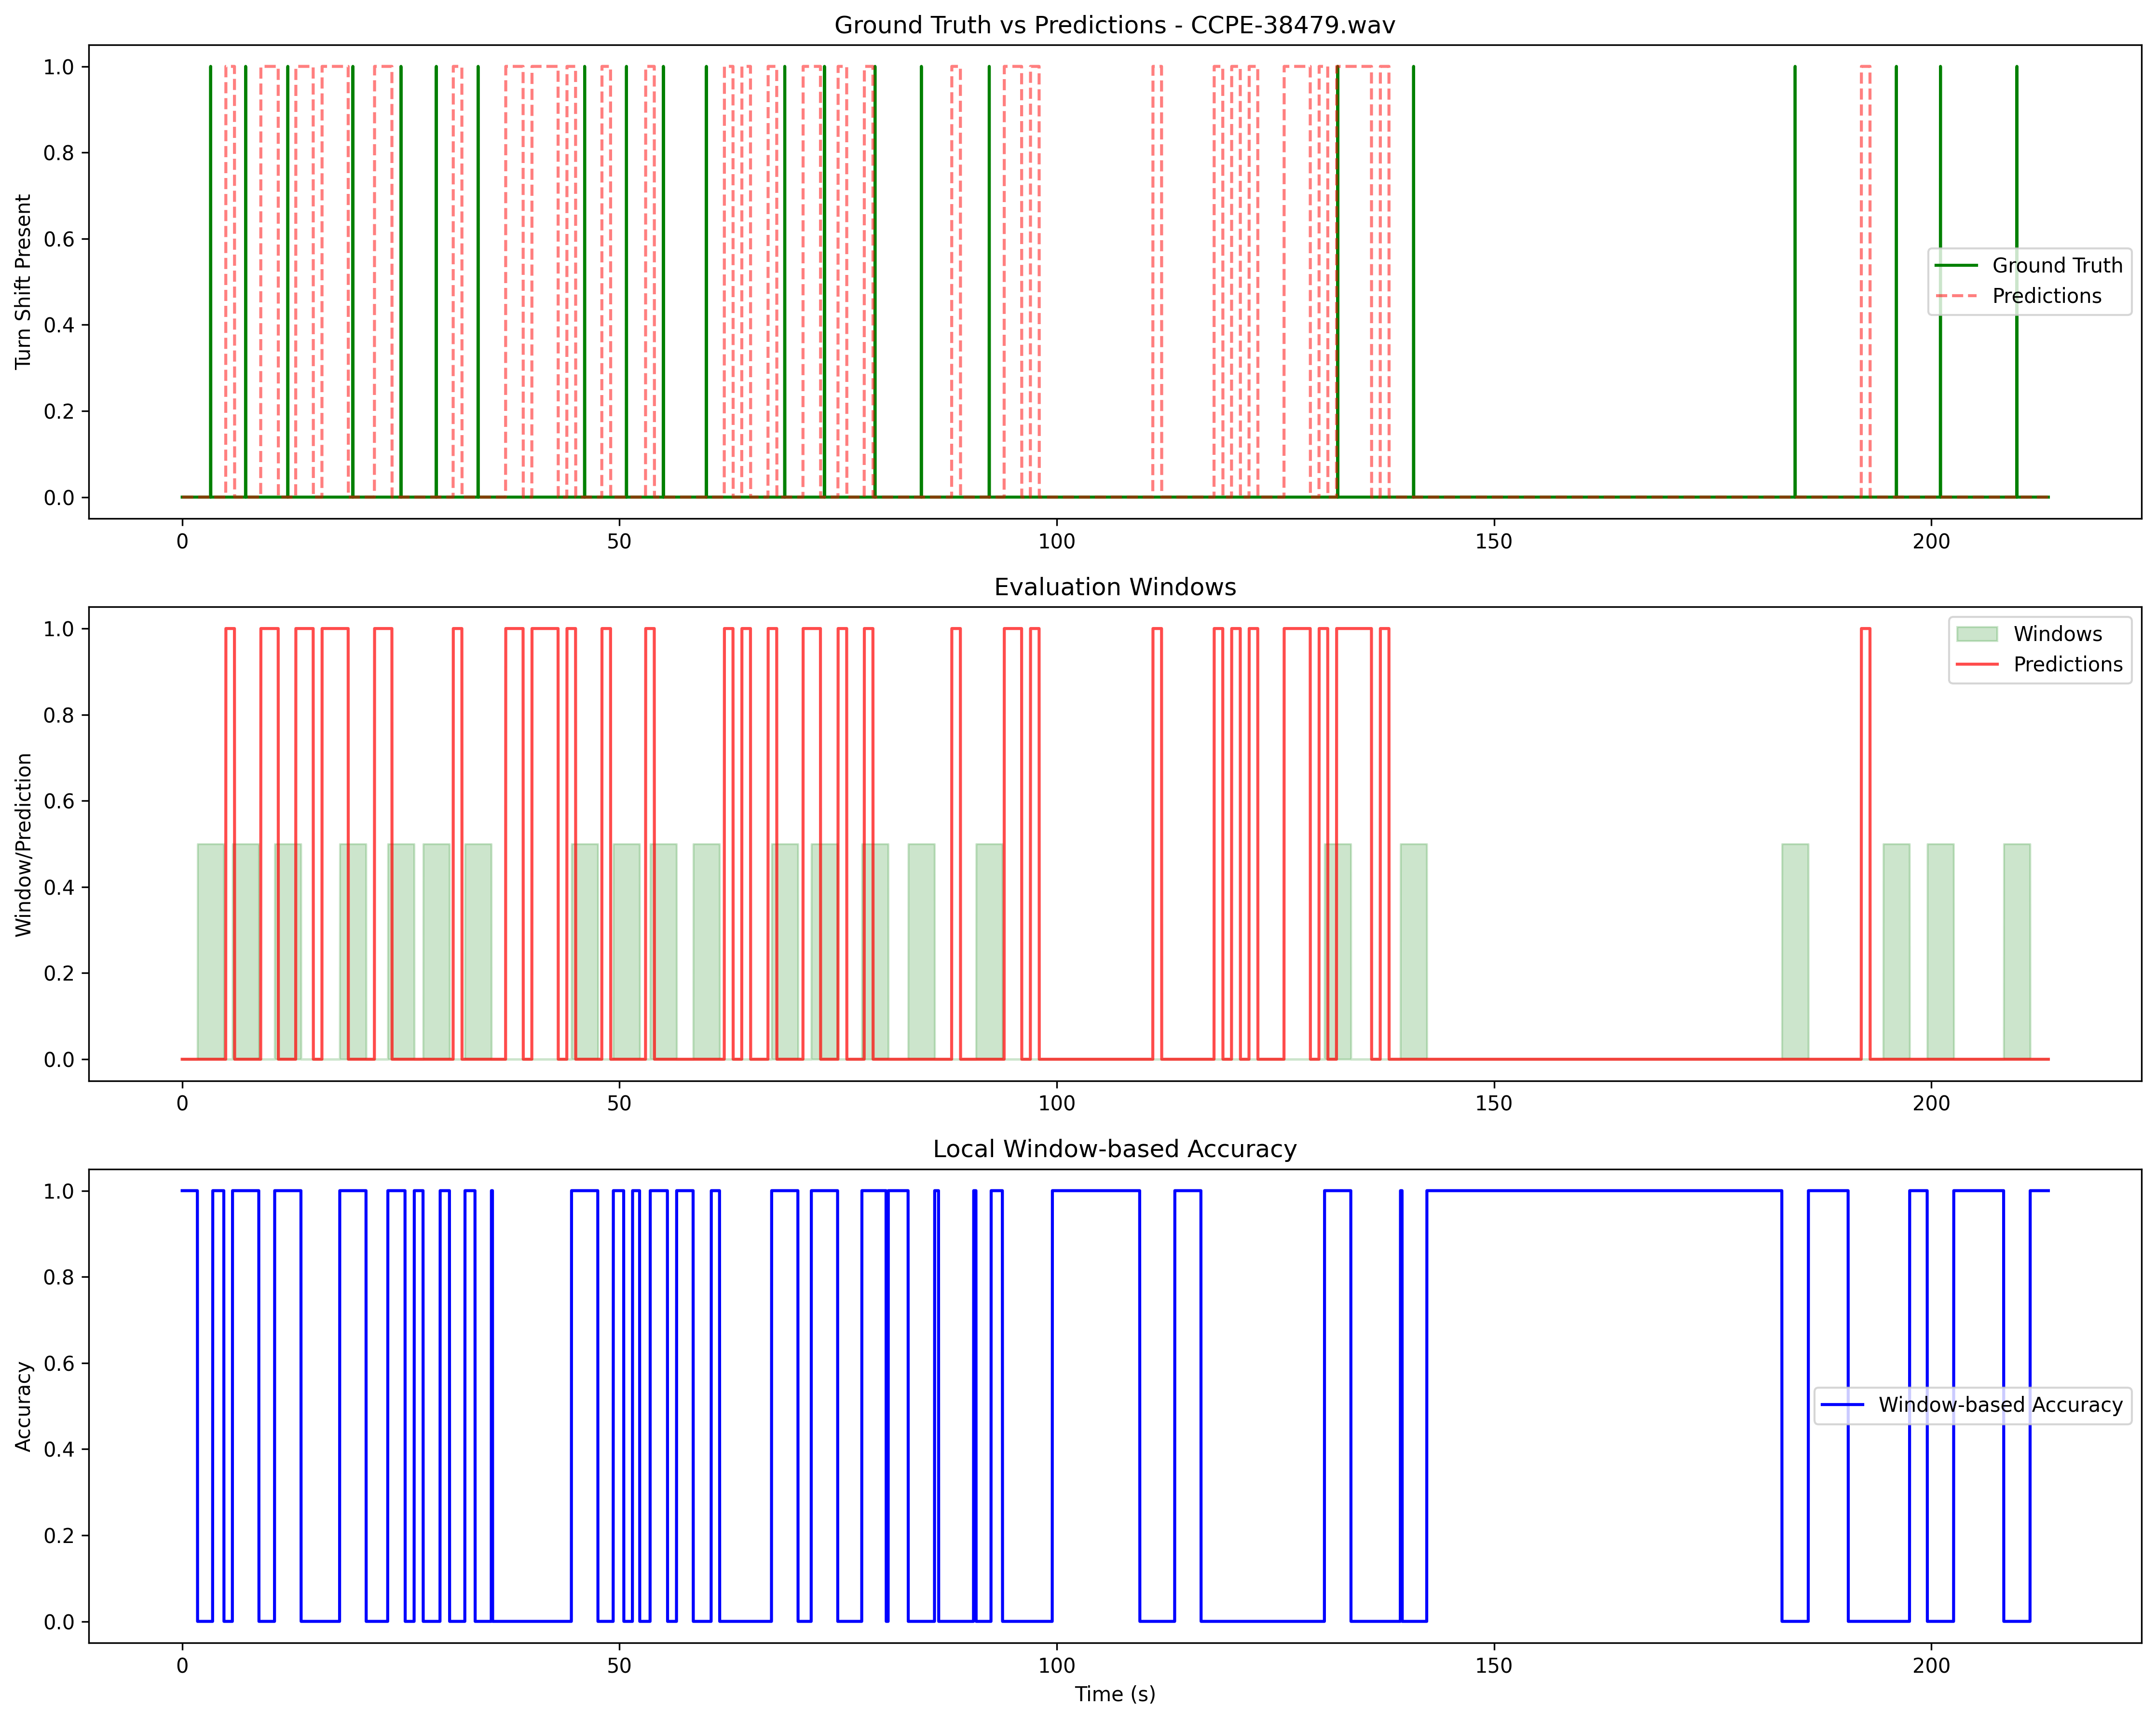 Ground Truth vs Predictions - CCPE-38479.wav
1.0
0.8
0.6
0.4
0.2
0.0
Turn Shift Present
Ground Truth
Predictions
0 50 100 150 200
Evaluation Windows
1.0
0.8
0.6
0.4
0.2
0.0
Window/Prediction
Windows
Predictions
0 50 100 150 200
Local Window-based Accuracy
1.0
0.8
0.6
0.4
0.2
0.0
Accuracy
Window-based Accuracy
0 50 100 150 200
Time (s)